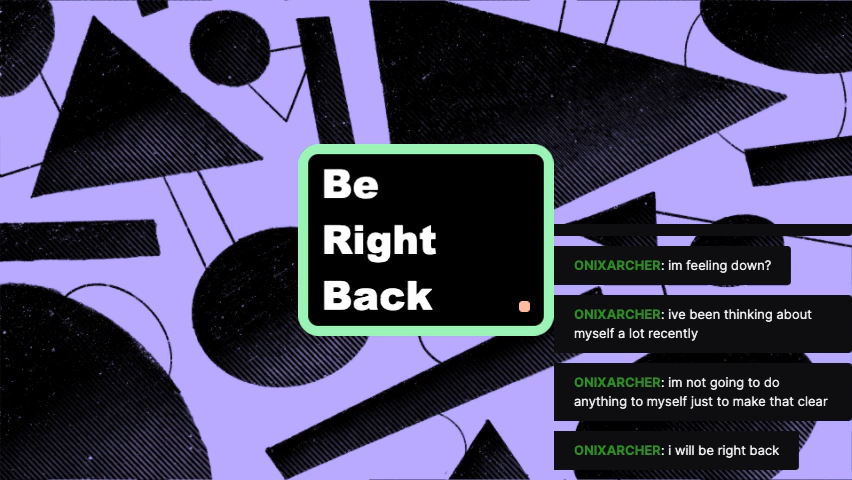 Be
Right
Back
ONIXARCHER: im feeling down?
ONIXARCHER: ive been thinking about
myself a lot recently
ONIXARCHER: im not going to do
anything to myself just to make that clear
ONIXARCHER: i will be right back